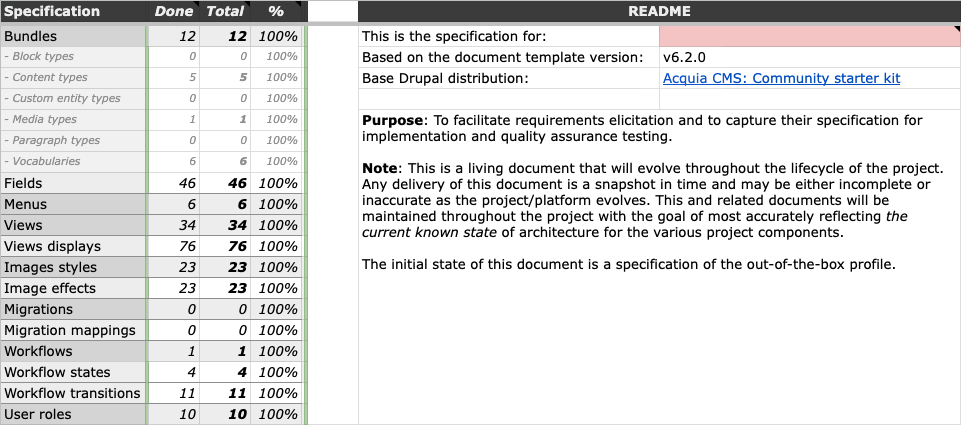 Specification Done Total % README
Bundles 12 12 100% This is the specification for:
- Block types 0 0 100% Based on the document template version: v6.2.0
- Content types 5 5 100% Base Drupal distribution: Acquia CMS: Community starter kit
- Custom entity types 0 0 100%
- Media types 1 1 100%
- Paragraph types 0 0 100%
- Vocabularies 6 6 100%
Fields 46 46 100%
Menus 6 6 100%
Views 34 34 100%
Views displays 76 76 100%
Images styles 23 23 100%
Image effects 23 23 100%
Migrations 0 0 100%
Migration mappings 0 0 100%
Workflows 1 1 100%
Workflow states 4 4 100%
Workflow transitions 11 11 100%
User roles 10 10 100%
Purpose: To facilitate requirements elicitation and to capture their specification for
implementation and quality assurance testing.
Note: This is a living document that will evolve throughout the lifecycle of the project.
Any delivery of this document is a snapshot in time and may be either incomplete or
inaccurate as the project/platform evolves. This and related documents will be
maintained throughout the project with the goal of most accurately reflecting the
current known state of architecture for the various project components.
The initial state of this document is a specification of the out-of-the-box profile.